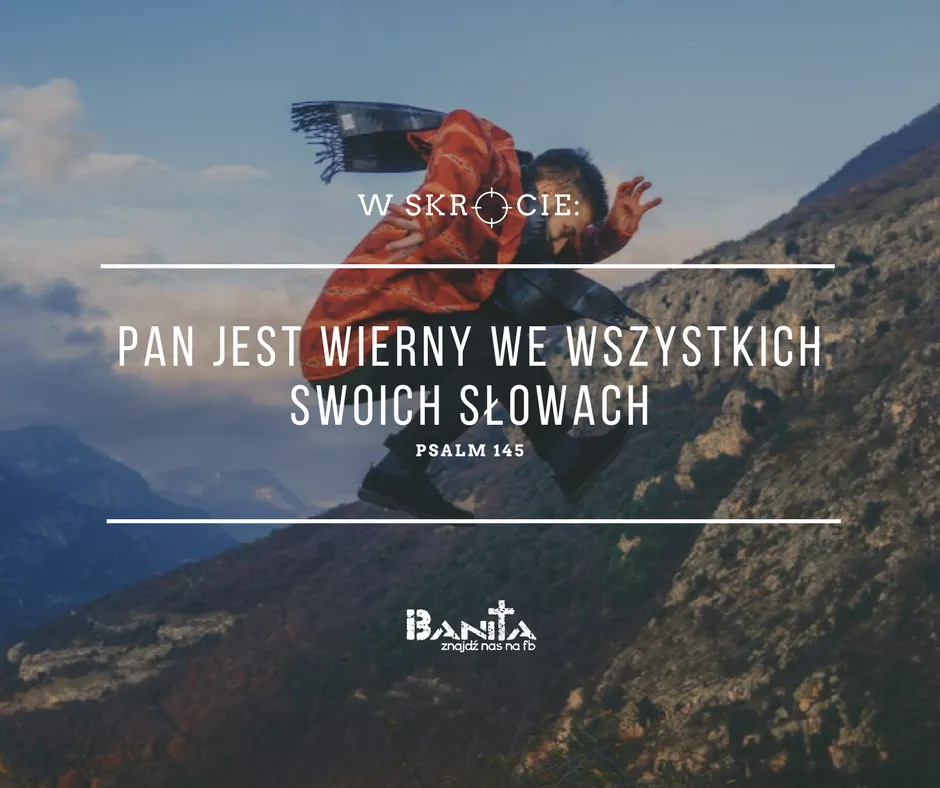 W SKRÓCIE:
PAN JEST WIERNY WE WSZYSTKICH
SWOICH SŁOWACH
PSALM 145
BANITA
znajdź nas na fb